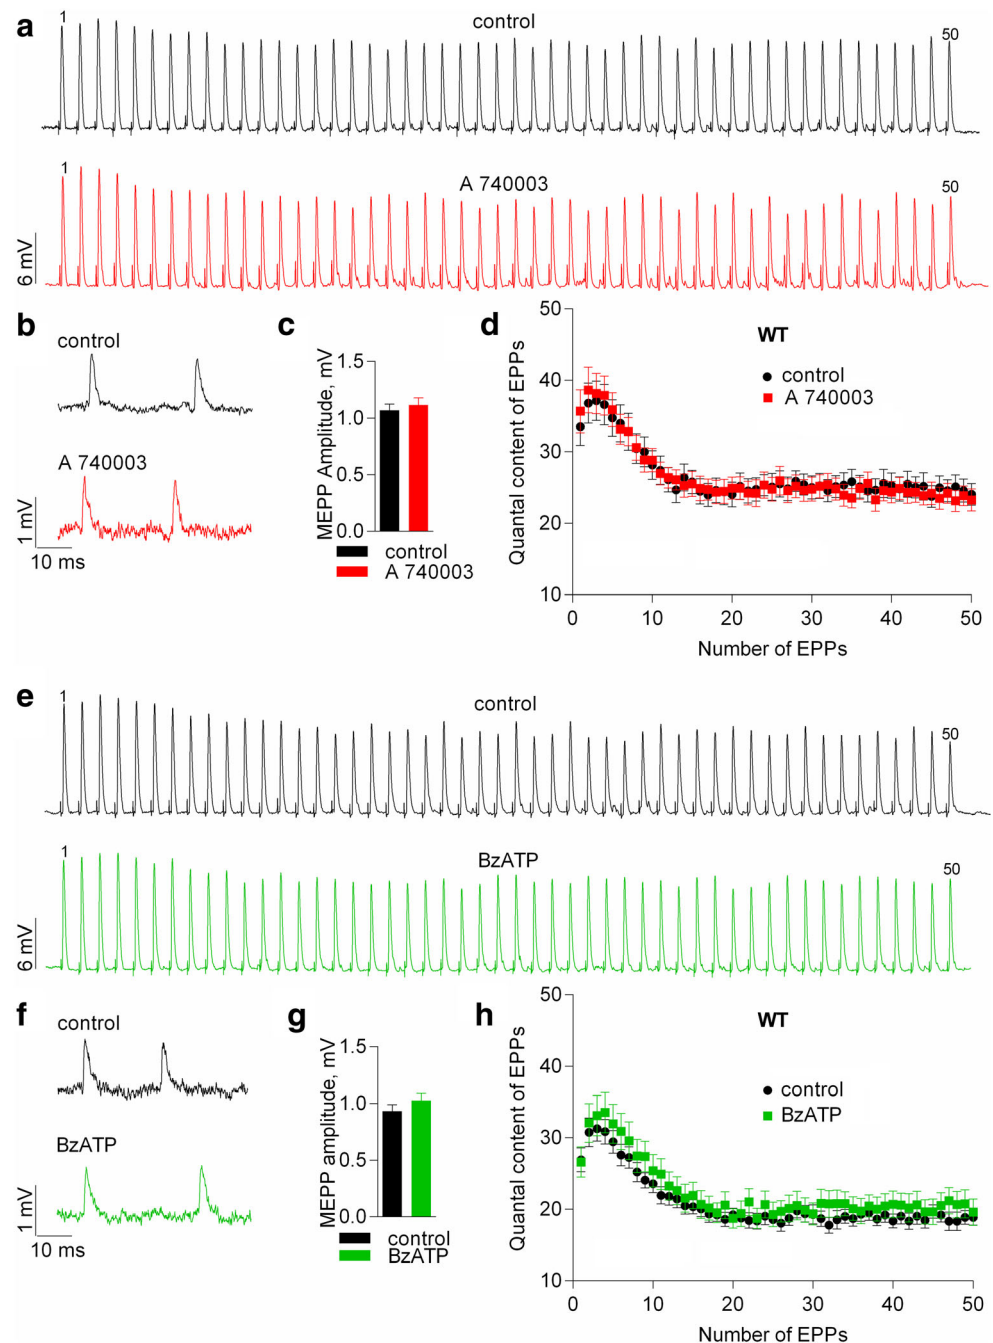 a
1
control
50
1
A 740003
50
6 mV
b
control
A 740003
1 mV
10 ms
c
MEPP Amplitude, mV
1.5
1.0
0.5
0.0
control
A 740003
d
WT
control
A 740003
Quantal content of EPPs
50
40
30
20
10
0
10
20
30
40
50
Number of EPPs
e
1
control
50
1
BzATP
50
6 mV
f
control
BzATP
1 mV
10 ms
g
MEPP amplitude, mV
1.5
1.0
0.5
0.0
control
BzATP
h
WT
control
BzATP
Quantal content of EPPs
50
40
30
20
10
0
10
20
30
40
50
Number of EPPs